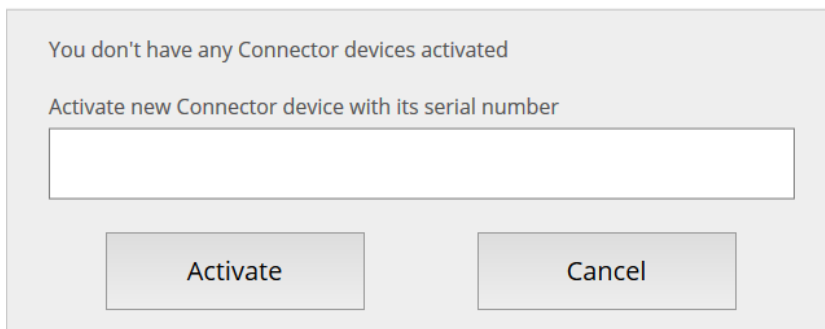 You don't have any Connector devices activated
Activate new Connector device with its serial number
Activate
Cancel